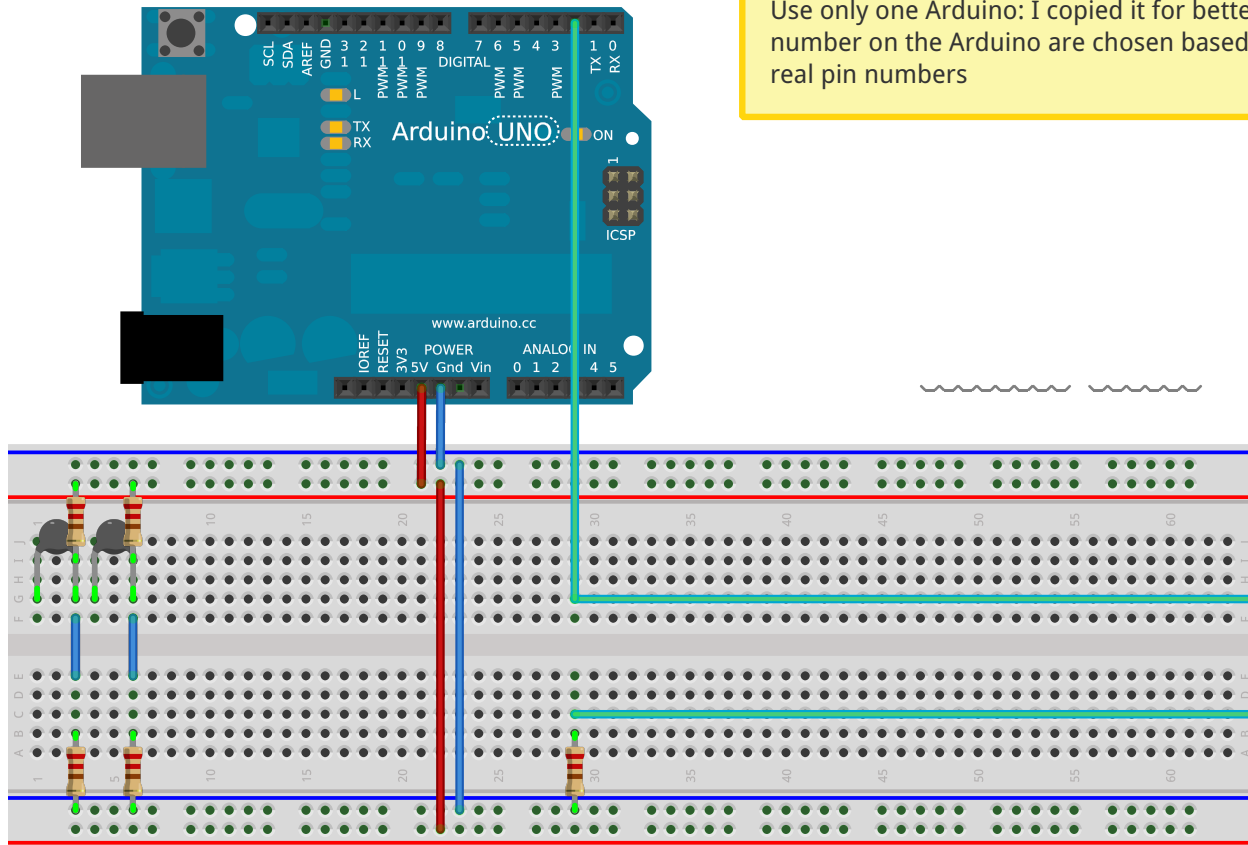 Use only one Arduino: I copied it for bette
number on the Arduino are chosen based
real pin numbers
SCL SDA AREF GND 13 12 11 10 9 8 7 6 5 4 3 1 0
PWM PWM PWM DIGITAL PWM PWM PWM TX RX
L
TX
RX
Arduino UNO
ON
1
ICSP
www.arduino.cc
IOREF RESET 3V3 POWER ANALOG IN
5V Gnd Vin 0 1 2 4 5
1 10 15 20 25 30 35 40 45 50 55 60
J J
I I
H H
G
F F
E E
D D
C
B B
A A
1 5 10 15 20 25 30 35 40 45 50 55 60